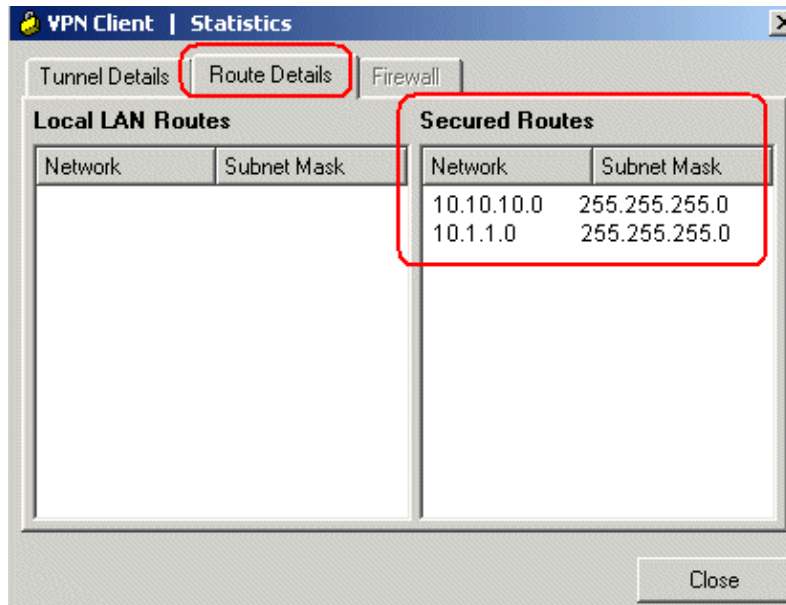 VPN Client | Statistics
Tunnel Details Route Details Firewall
Local LAN Routes Secured Routes
Network Subnet Mask Network Subnet Mask
10.10.10.0 255.255.255.0
10.1.1.0 255.255.255.0
Close